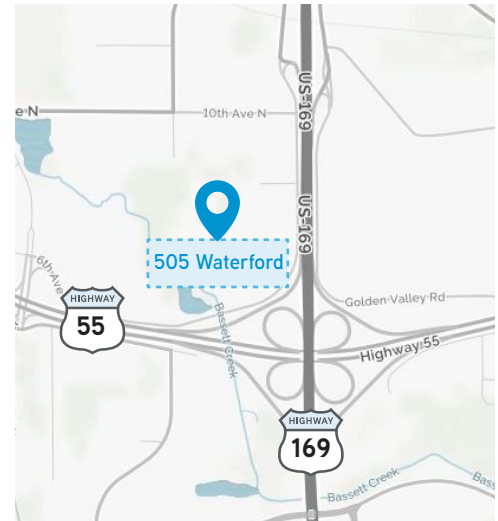 US-169
e N
10th Ave N
US-169
505 Waterford
6th Ave
HIGHWAY
55
Golden Valley Rd
Bassett Creek
Highway 55
HIGHWAY
169
Bassett Creek